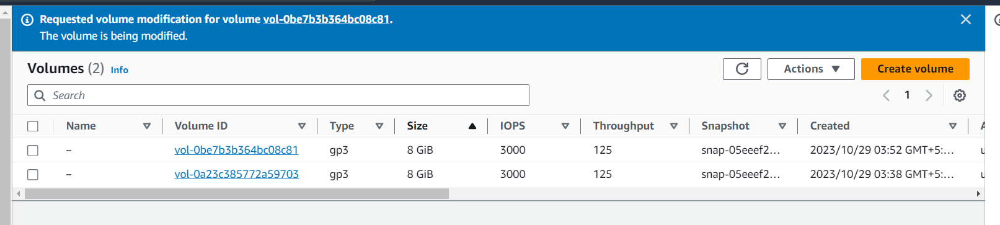 Requested volume modification for volume vol-0be7b3b364bc08c81.
The volume is being modified.
Volumes (2) Info
Actions
Create volume
Search
1
Name Volume ID Type Size IOPS Throughput Snapshot Created
– vol-0be7b3b364bc08c81 gp3 8 GiB 3000 125 snap-05eeef2... 2023/10/29 03:52 GMT+5:...
– vol-0a23c385772a59703 gp3 8 GiB 3000 125 snap-05eeef2... 2023/10/29 03:38 GMT+5:...